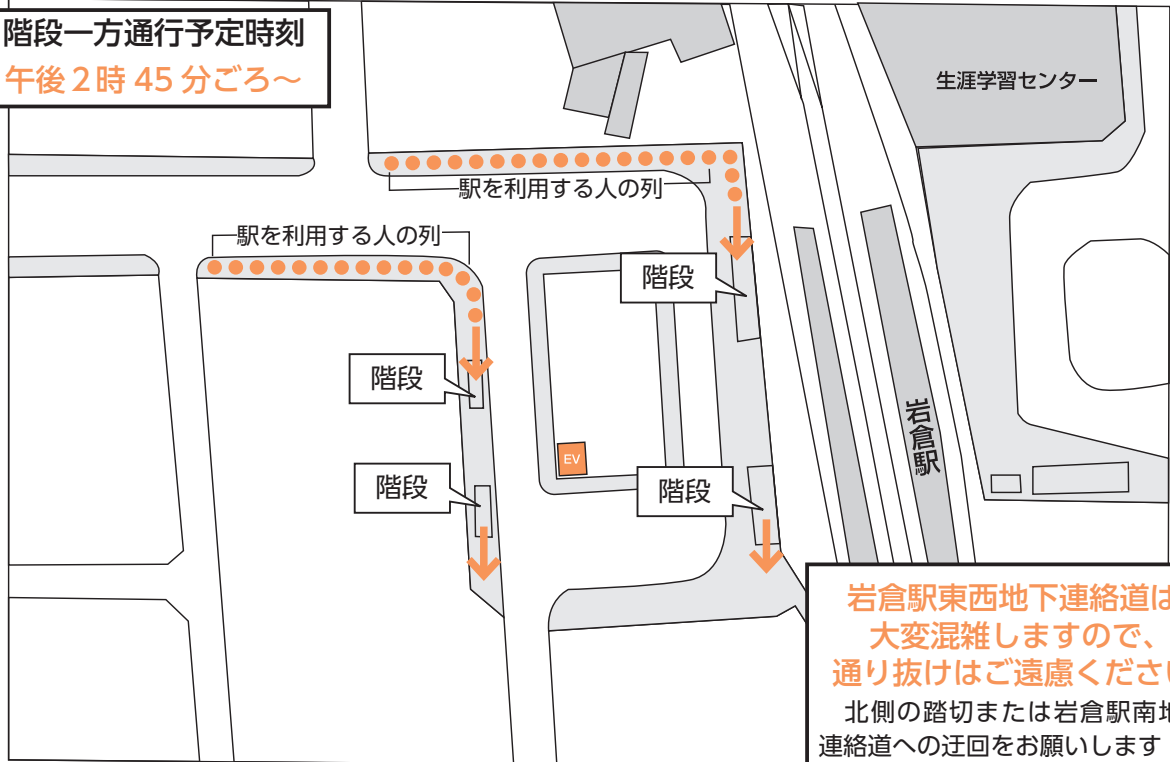 階段一方通行予定時刻
午後2時45分ごろ～
生涯学習センター
駅を利用する人の列
駅を利用する人の列
階段
階段
階段
階段
EV
岩倉駅
岩倉駅東西地下連絡道は
大変混雑しますので、
通り抜けはご遠慮ください
北側の踏切または岩倉駅南地
連絡道への迂回をお願いします